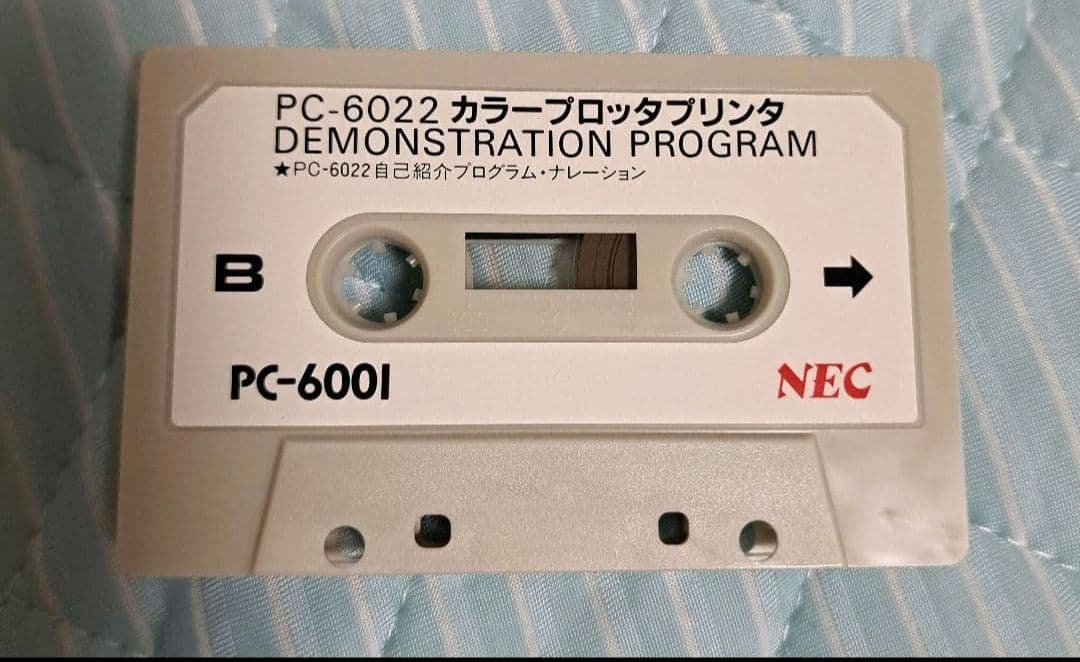 PC-6022 カラープロッタプリンタ
DEMONSTRATION PROGRAM
★PC-6022自己紹介プログラム・ナレーション
B
PC-6001
NEC